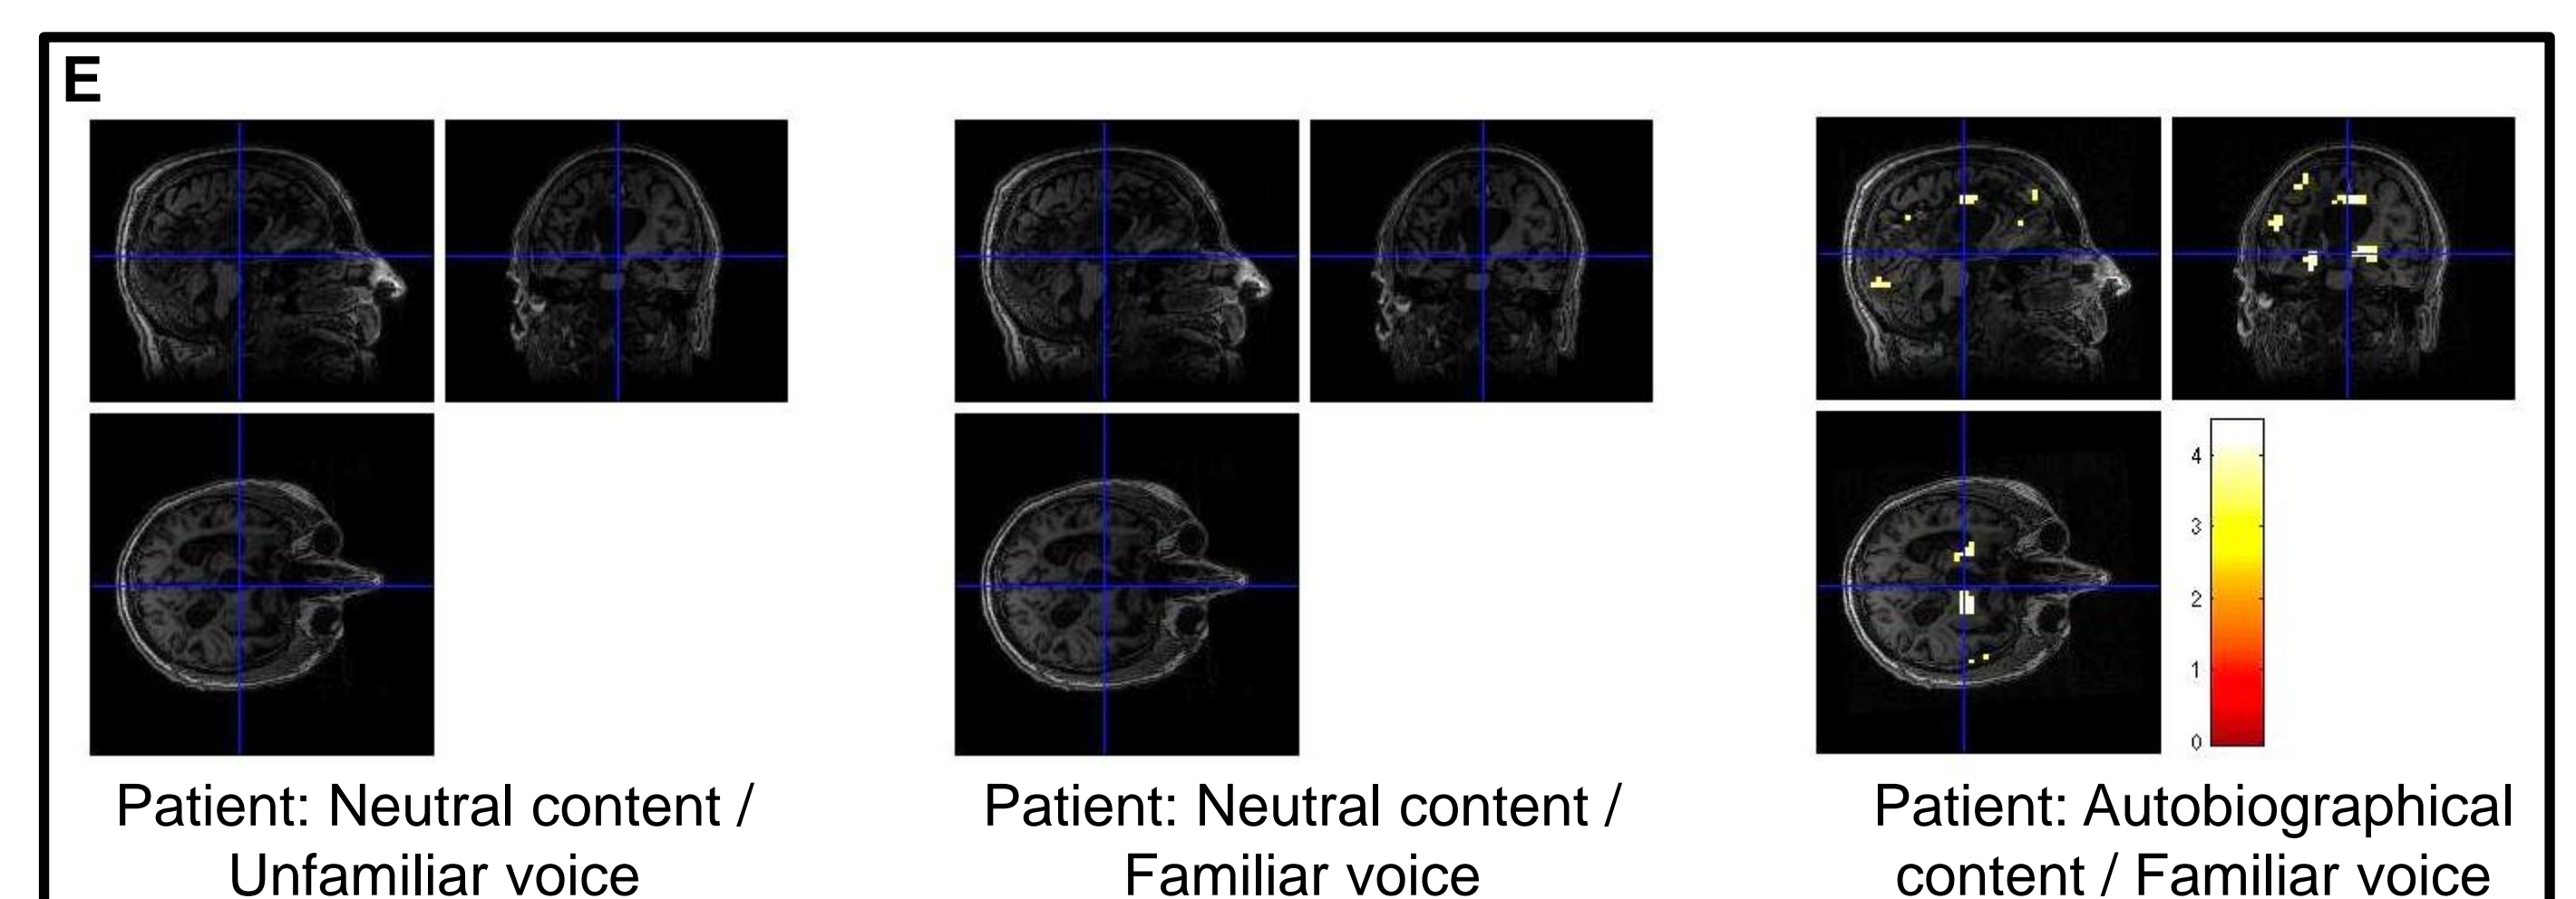 E
4
3
2
1
0
Patient: Neutral content /
Unfamiliar voice
Patient: Neutral content /
Familiar voice
Patient: Autobiographical
content / Familiar voice